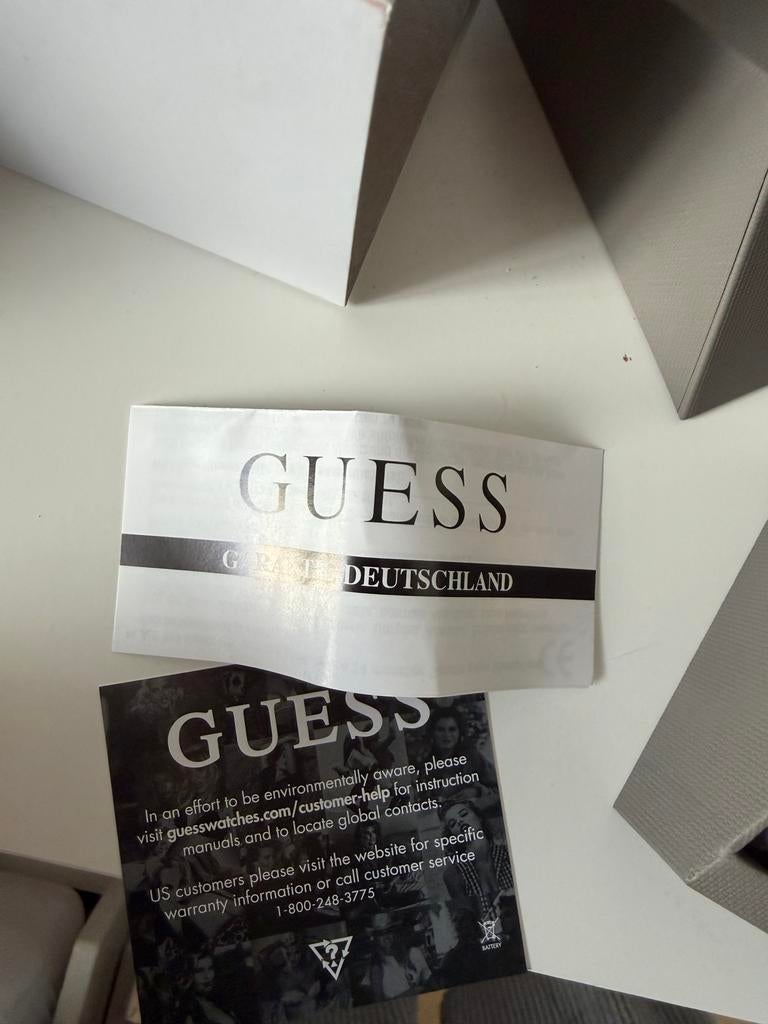 GUESS
GARANTIE DEUTSCHLAND
GUESS
In an effort to be environmentally aware, please
visit guesswatches.com/customer-help for instruction
manuals and to locate global contacts.
US customers please visit the website for specific
warranty information or call customer service
1-800-248-3775
?
BATTERY